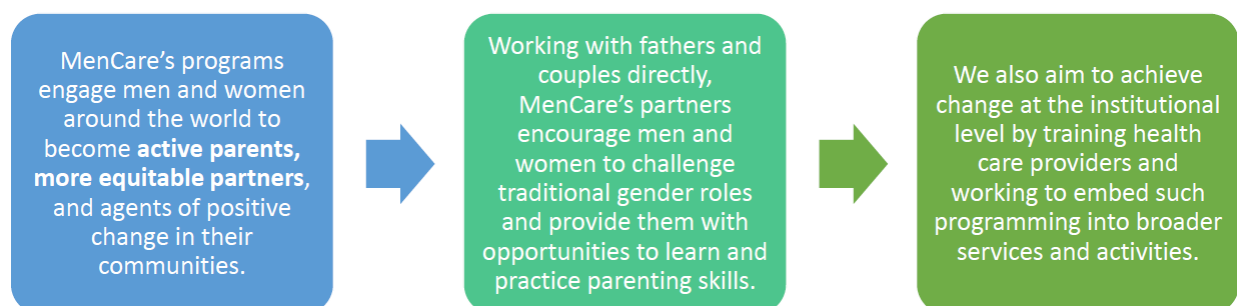 MenCare's programs
engage men and women
around the world to
become active parents,
more equitable partners,
and agents of positive
change in their
communities.
Working with fathers and
couples directly,
MenCare's partners
encourage men and
women to challenge
traditional gender roles
and provide them with
opportunities to learn and
practice parenting skills.
We also aim to achieve
change at the institutional
level by training health
care providers and
working to embed such
programming into broader
services and activities.